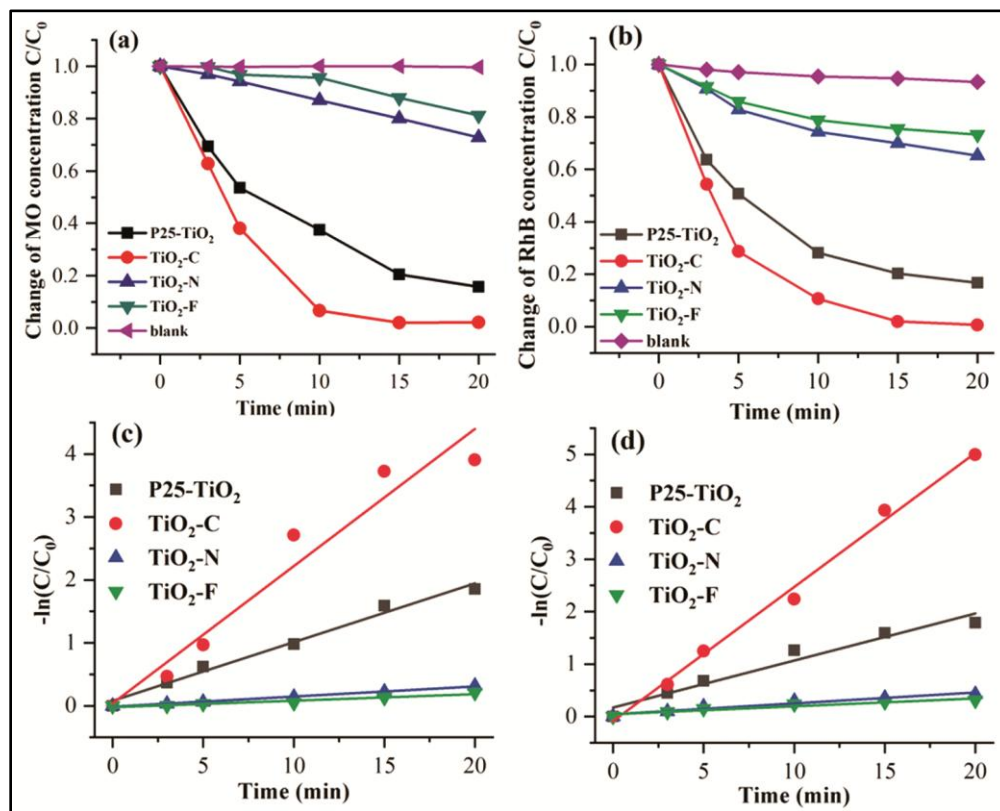 (a)
Change of MO concentration C/C₀
1.0
0.8
0.6
0.4
0.2
0.0
P25-TiO₂
TiO₂-C
TiO₂-N
TiO₂-F
blank
0 5 10 15 20
Time (min)
(b)
Change of RhB concentration C/C₀
1.0
0.8
0.6
0.4
0.2
0.0
P25-TiO₂
TiO₂-C
TiO₂-N
TiO₂-F
blank
0 5 10 15 20
Time (min)
(c)
-ln(C/C₀)
4
3
2
1
0
P25-TiO₂
TiO₂-C
TiO₂-N
TiO₂-F
0 5 10 15 20
Time (min)
(d)
-ln(C/C₀)
5
4
3
2
1
0
P25-TiO₂
TiO₂-C
TiO₂-N
TiO₂-F
0 5 10 15 20
Time (min)